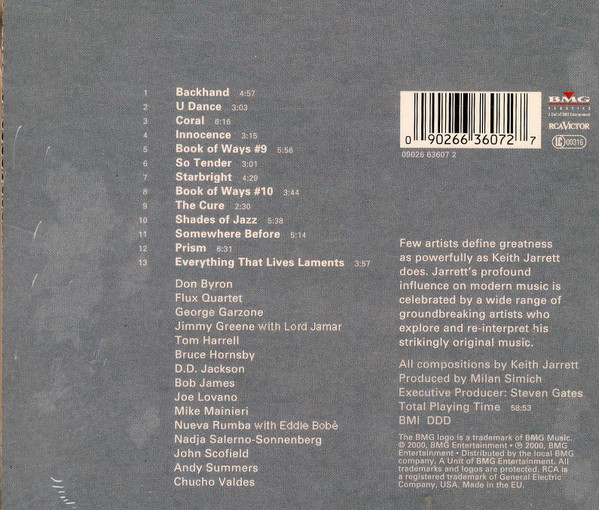 1 Backhand 4:57
2 U Dance 3:03
3 Coral 6:16
4 Innocence 3:15
5 Book of Ways #9 5:56
6 So Tender 3:01
7 Starbright 4:29
8 Book of Ways #10 3:44
9 The Cure 2:30
10 Shades of Jazz 5:38
11 Somewhere Before 5:14
12 Prism 6:31
13 Everything That Lives Laments 3:57
Don Byron
Flux Quartet
George Garzone
Jimmy Greene with Lord Jamar
Tom Harrell
Bruce Hornsby
D.D. Jackson
Bob James
Joe Lovano
Mike Mainieri
Nueva Rumba with Eddie Bobè
Nadja Salerno-Sonnenberg
John Scofield
Andy Summers
Chucho Valdes
0 90266 36072 7
09026 63607 2
BMG
CLASSICS
A Unit of BMG Entertainment
RCA VICTOR
LC 00316
Few artists define greatness
as powerfully as Keith Jarrett
does. Jarrett's profound
influence on modern music is
celebrated by a wide range of
groundbreaking artists who
explore and re-interpret his
strikingly original music.
All compositions by Keith Jarrett
Produced by Milan Simich
Executive Producer: Steven Gates
Total Playing Time 58:53
BMI DDD
The BMG logo is a trademark of BMG Music.
© 2000, BMG Entertainment • ℗ 2000, BMG
Entertainment • Distributed by the local BMG
company. A Unit of BMG Entertainment. All
trademarks and logos are protected. RCA is
a registered trademark of General Electric
Company, USA. Made in the EU.